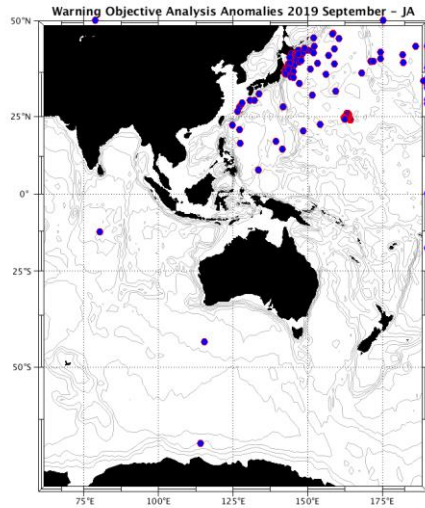 Warning Objective Analysis Anomalies 2019 September - JA
50°N
25°N
0°
25°S
50°S
75°E
100°E
125°E
150°E
175°E